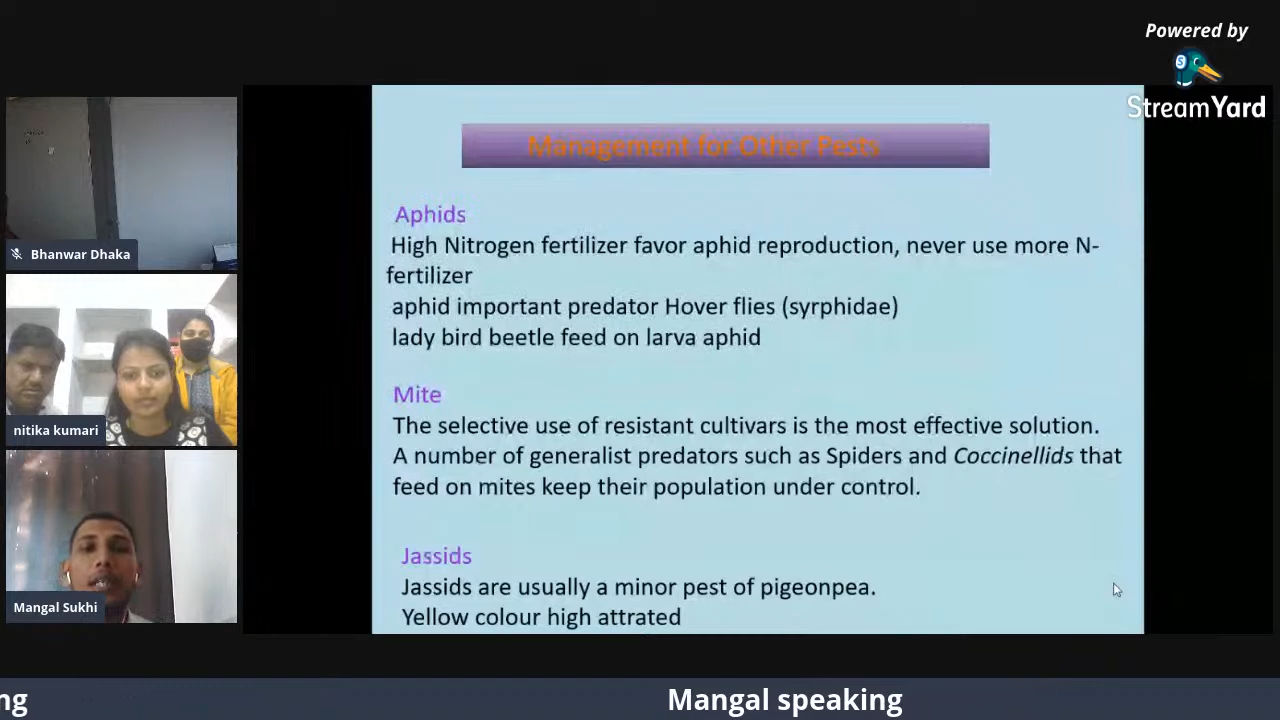 Powered by
StreamYard
Bhanwar Dhaka
nitika kumari
Mangal Sukhi
Management for Other Pests
Aphids
High Nitrogen fertilizer favor aphid reproduction, never use more N-
fertilizer
aphid important predator Hover flies (syrphidae)
lady bird beetle feed on larva aphid
Mite
The selective use of resistant cultivars is the most effective solution.
A number of generalist predators such as Spiders and Coccinellids that
feed on mites keep their population under control.
Jassids
Jassids are usually a minor pest of pigeonpea.
Yellow colour high attrated
ng
Mangal speaking